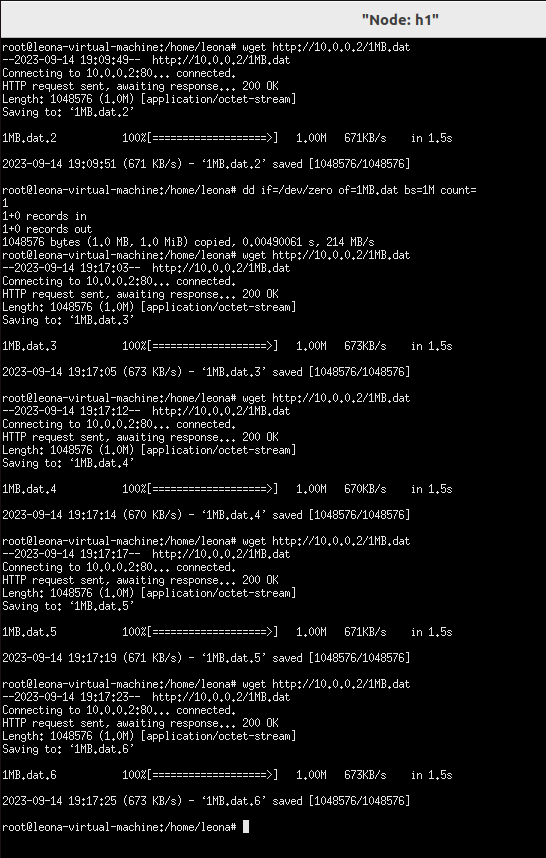 "Node: h1"
root@leona-virtual-machine:/home/leona# wget http://10.0.0.2/1MB.dat
--2023-09-14 19:09:49--  http://10.0.0.2/1MB.dat
Connecting to 10.0.0.2:80... connected.
HTTP request sent, awaiting response... 200 OK
Length: 1048576 (1.0M) [application/octet-stream]
Saving to: ‘1MB.dat.2’

1MB.dat.2           100%[===================>]   1.00M   671KB/s    in 1.5s

2023-09-14 19:09:51 (671 KB/s) - ‘1MB.dat.2’ saved [1048576/1048576]

root@leona-virtual-machine:/home/leona# dd if=/dev/zero of=1MB.dat bs=1M count=
1
1+0 records in
1+0 records out
1048576 bytes (1.0 MB, 1.0 MiB) copied, 0.00490061 s, 214 MB/s
root@leona-virtual-machine:/home/leona# wget http://10.0.0.2/1MB.dat
--2023-09-14 19:17:03--  http://10.0.0.2/1MB.dat
Connecting to 10.0.0.2:80... connected.
HTTP request sent, awaiting response... 200 OK
Length: 1048576 (1.0M) [application/octet-stream]
Saving to: ‘1MB.dat.3’

1MB.dat.3           100%[===================>]   1.00M   673KB/s    in 1.5s

2023-09-14 19:17:05 (673 KB/s) - ‘1MB.dat.3’ saved [1048576/1048576]

root@leona-virtual-machine:/home/leona# wget http://10.0.0.2/1MB.dat
--2023-09-14 19:17:12--  http://10.0.0.2/1MB.dat
Connecting to 10.0.0.2:80... connected.
HTTP request sent, awaiting response... 200 OK
Length: 1048576 (1.0M) [application/octet-stream]
Saving to: ‘1MB.dat.4’

1MB.dat.4           100%[===================>]   1.00M   670KB/s    in 1.5s

2023-09-14 19:17:14 (670 KB/s) - ‘1MB.dat.4’ saved [1048576/1048576]

root@leona-virtual-machine:/home/leona# wget http://10.0.0.2/1MB.dat
--2023-09-14 19:17:17--  http://10.0.0.2/1MB.dat
Connecting to 10.0.0.2:80... connected.
HTTP request sent, awaiting response... 200 OK
Length: 1048576 (1.0M) [application/octet-stream]
Saving to: ‘1MB.dat.5’

1MB.dat.5           100%[===================>]   1.00M   671KB/s    in 1.5s

2023-09-14 19:17:19 (671 KB/s) - ‘1MB.dat.5’ saved [1048576/1048576]

root@leona-virtual-machine:/home/leona# wget http://10.0.0.2/1MB.dat
--2023-09-14 19:17:23--  http://10.0.0.2/1MB.dat
Connecting to 10.0.0.2:80... connected.
HTTP request sent, awaiting response... 200 OK
Length: 1048576 (1.0M) [application/octet-stream]
Saving to: ‘1MB.dat.6’

1MB.dat.6           100%[===================>]   1.00M   673KB/s    in 1.5s

2023-09-14 19:17:25 (673 KB/s) - ‘1MB.dat.6’ saved [1048576/1048576]

root@leona-virtual-machine:/home/leona#